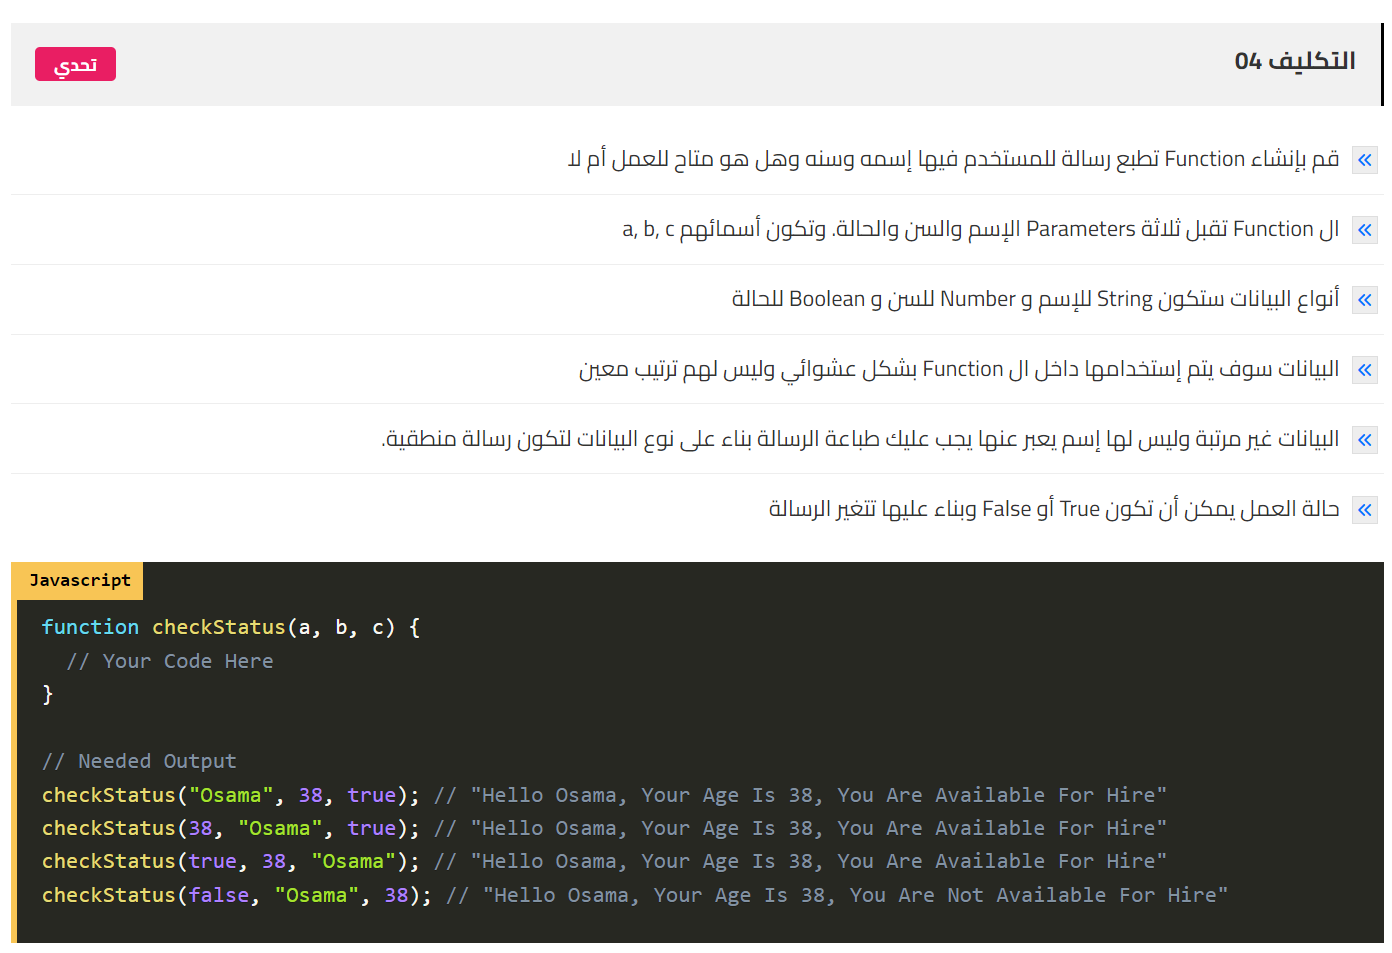 التكليف 04
تحدي
قم بإنشاء Function تطبع رسالة للمستخدم فيها إسمه وسنه وهل هو متاح للعمل أم لا
ال Function تقبل ثلاثة Parameters الإسم والسن والحالة. وتكون أسمائهم a, b, c
أنواع البيانات ستكون String للإسم و Number للسن و Boolean للحالة
البيانات سوف يتم إستخدامها داخل ال Function بشكل عشوائي وليس لهم ترتيب معين
البيانات غير مرتبة وليس لها إسم يعبر عنها يجب عليك طباعة الرسالة بناء على نوع البيانات لتكون رسالة منطقية.
حالة العمل يمكن أن تكون True أو False وبناء عليها تتغير الرسالة
Javascript
function checkStatus(a, b, c) {
  // Your Code Here
}
// Needed Output
checkStatus("Osama", 38, true); // "Hello Osama, Your Age Is 38, You Are Available For Hire"
checkStatus(38, "Osama", true); // "Hello Osama, Your Age Is 38, You Are Available For Hire"
checkStatus(true, 38, "Osama"); // "Hello Osama, Your Age Is 38, You Are Available For Hire"
checkStatus(false, "Osama", 38); // "Hello Osama, Your Age Is 38, You Are Not Available For Hire"